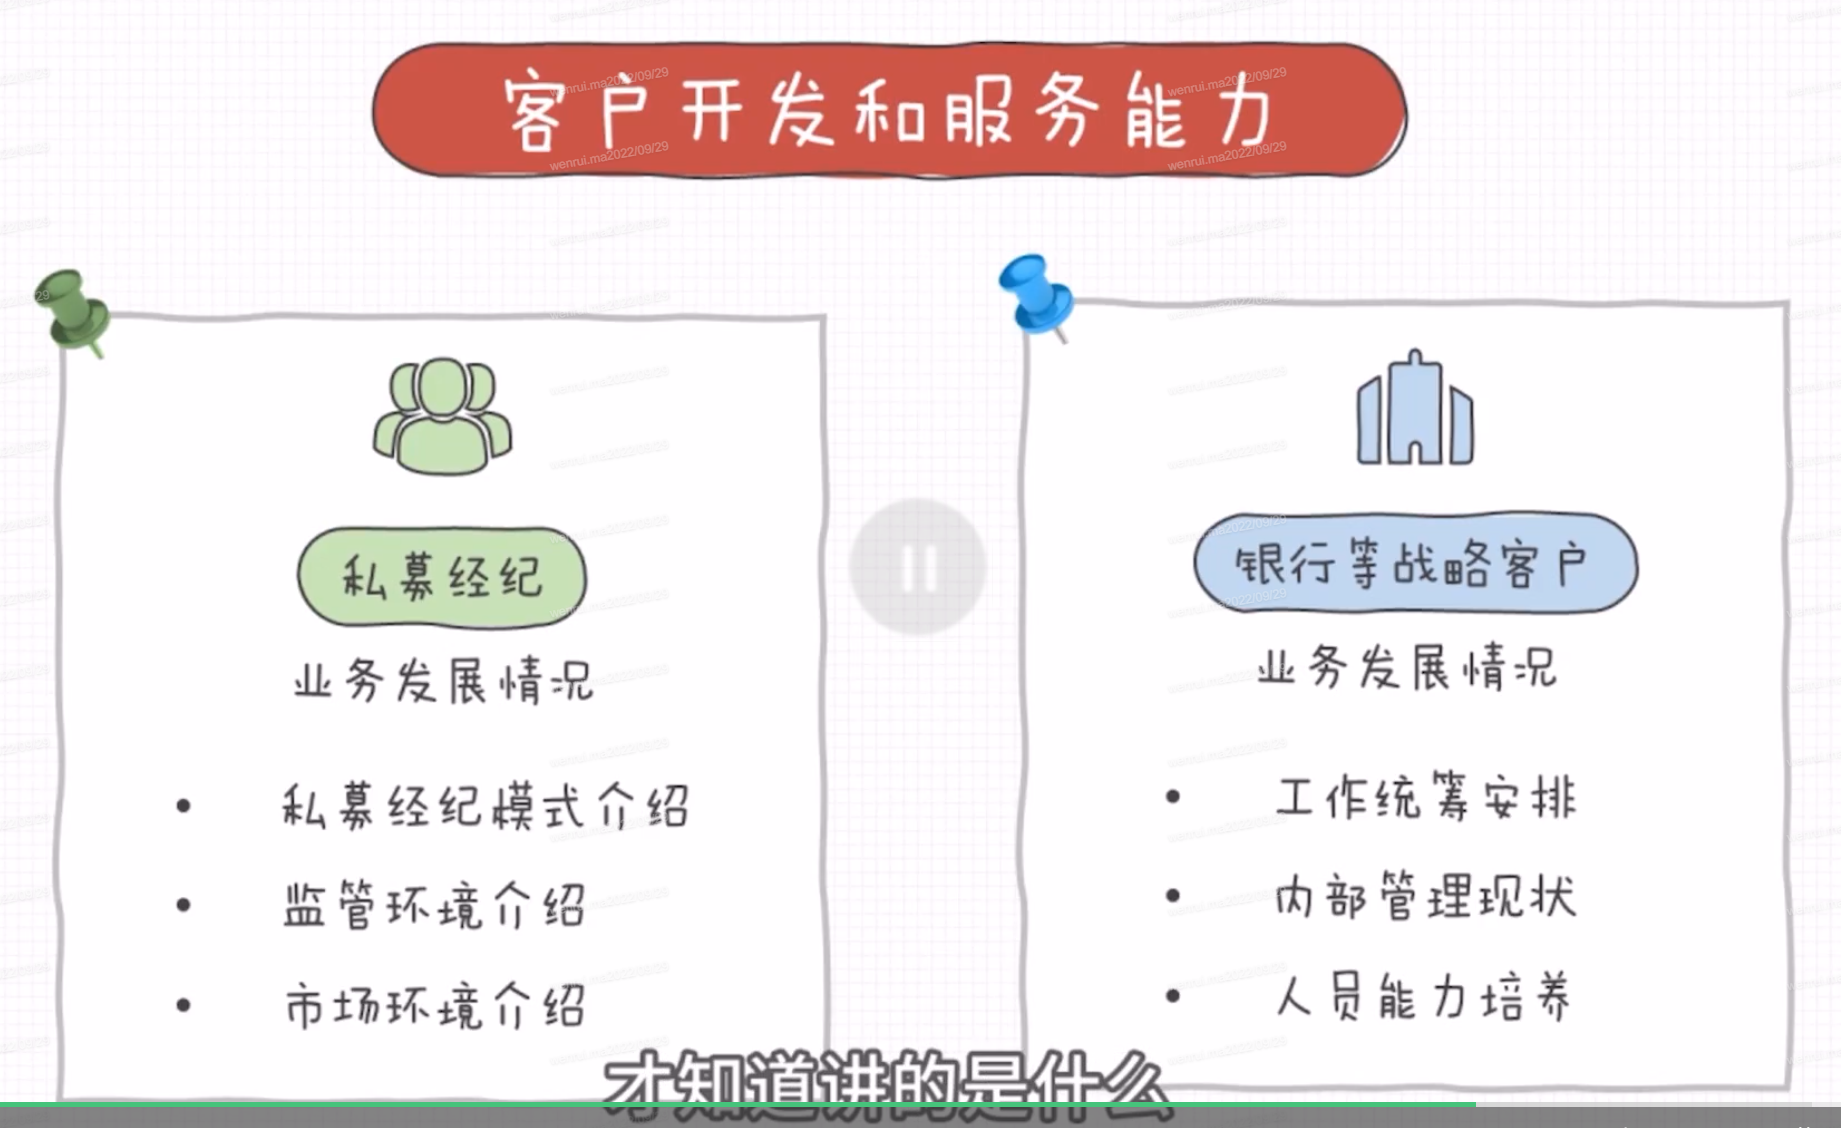 客户开发和服务能力
私募经纪
业务发展情况
• 私募经纪模式介绍
• 监管环境介绍
• 市场环境介绍
银行等战略客户
业务发展情况
• 工作统筹安排
• 内部管理现状
• 人员能力培养
才知道讲的是什么
wenrui.ma2022/09/29